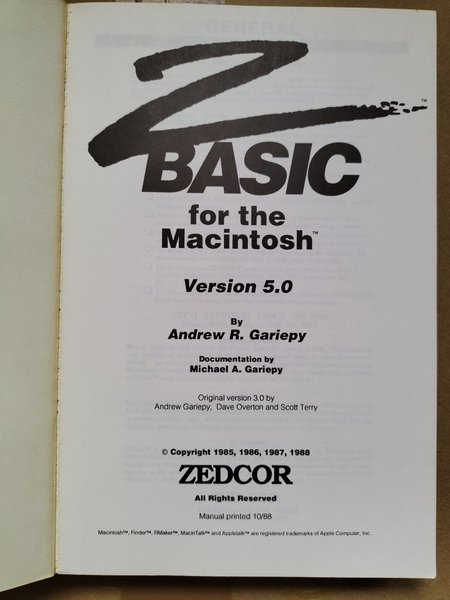 Z
BASIC
™
for the
Macintosh™
Version 5.0
By
Andrew R. Gariepy
Documentation by
Michael A. Gariepy
Original version 3.0 by
Andrew Gariepy, Dave Overton and Scott Terry
© Copyright 1985, 1986, 1987, 1988
ZEDCOR
All Rights Reserved
Manual printed 10/88
Macintosh™, Finder™, RMaker™, MacinTalk™ and Appletalk™ are registered trademarks of Apple Computer, Inc.